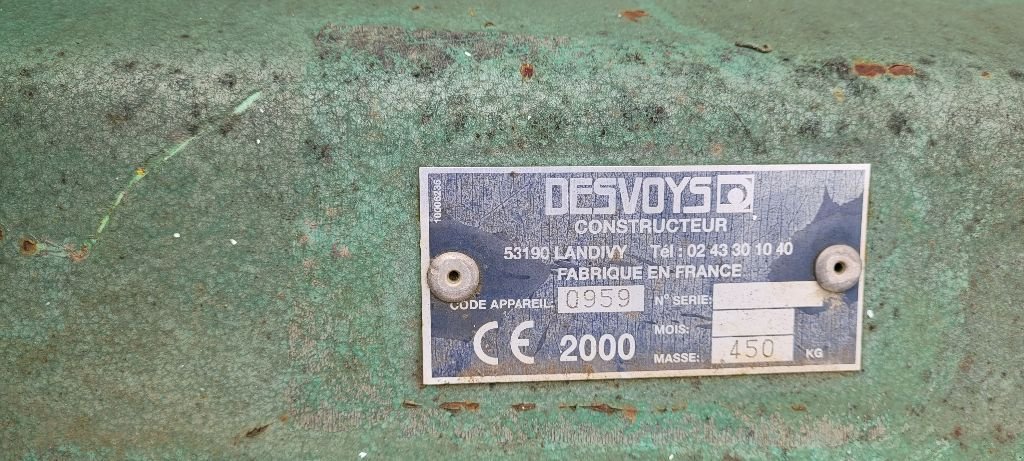 10006286
DESVOYS
CONSTRUCTEUR
53190 LANDIVY Tél : 02 43 30 10 40
FABRIQUE EN FRANCE
CODE APPAREIL: 0959 N° SERIE:
MOIS:
CE 2000
MASSE: 450 KG